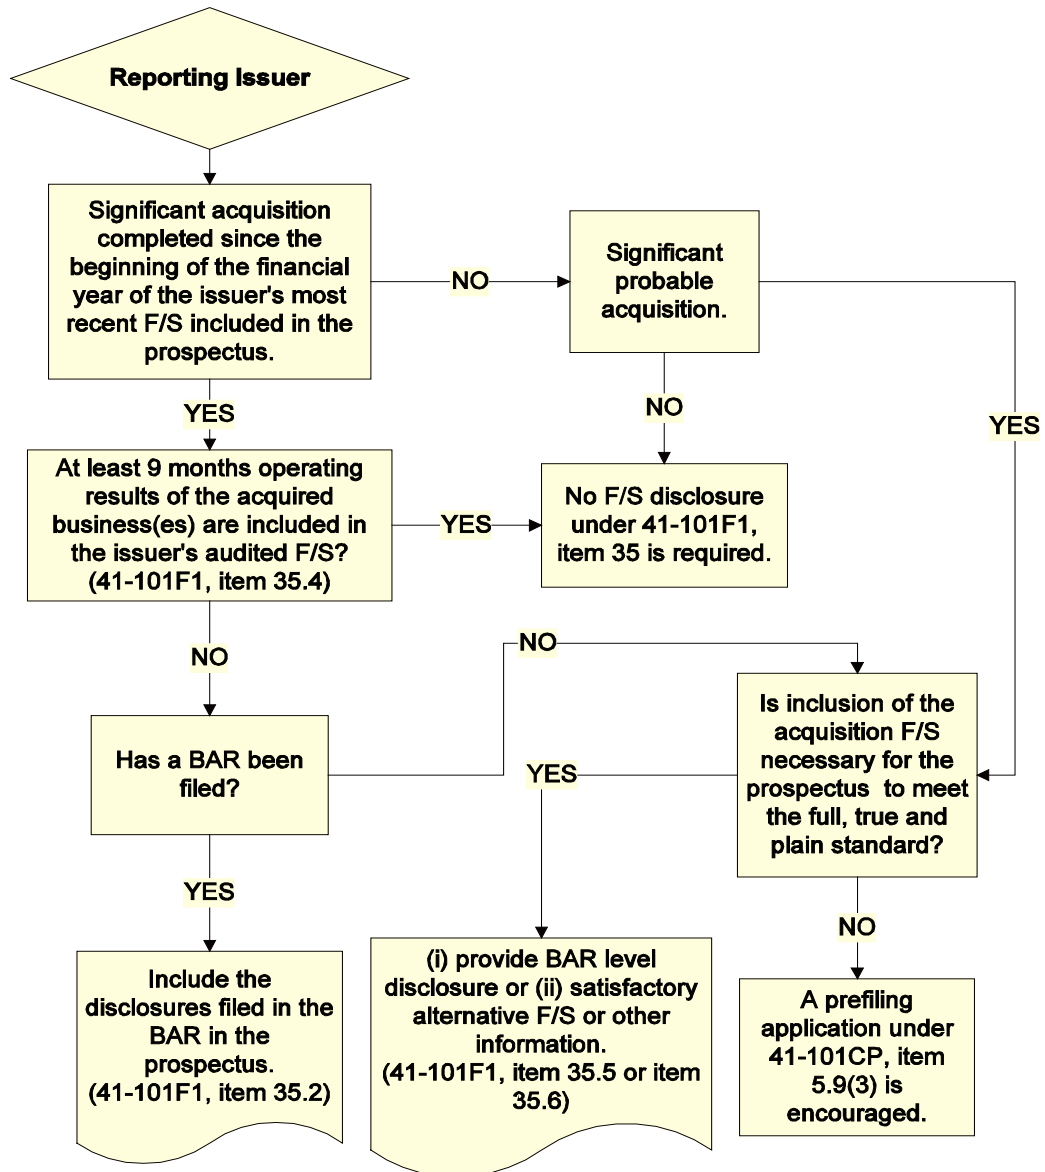 Reporting Issuer
Significant acquisition
completed since the
beginning of the financial
year of the issuer's most
recent F/S included in the
prospectus.
NO
Significant
probable
acquisition.
YES
NO
YES
At least 9 months operating
results of the acquired
business(es) are included in
the issuer's audited F/S?
(41-101F1, item 35.4)
YES
No F/S disclosure
under 41-101F1,
item 35 is required.
NO
NO
Has a BAR been
filed?
Is inclusion of the
acquisition F/S
necessary for the
prospectus to meet
the full, true and
plain standard?
YES
YES
NO
Include the
disclosures filed in the
BAR in the
prospectus.
(41-101F1, item 35.2)
(i) provide BAR level
disclosure or (ii) satisfactory
alternative F/S or other
information.
(41-101F1, item 35.5 or item
35.6)
A prefiling
application under
41-101CP, item
5.9(3) is
encouraged.